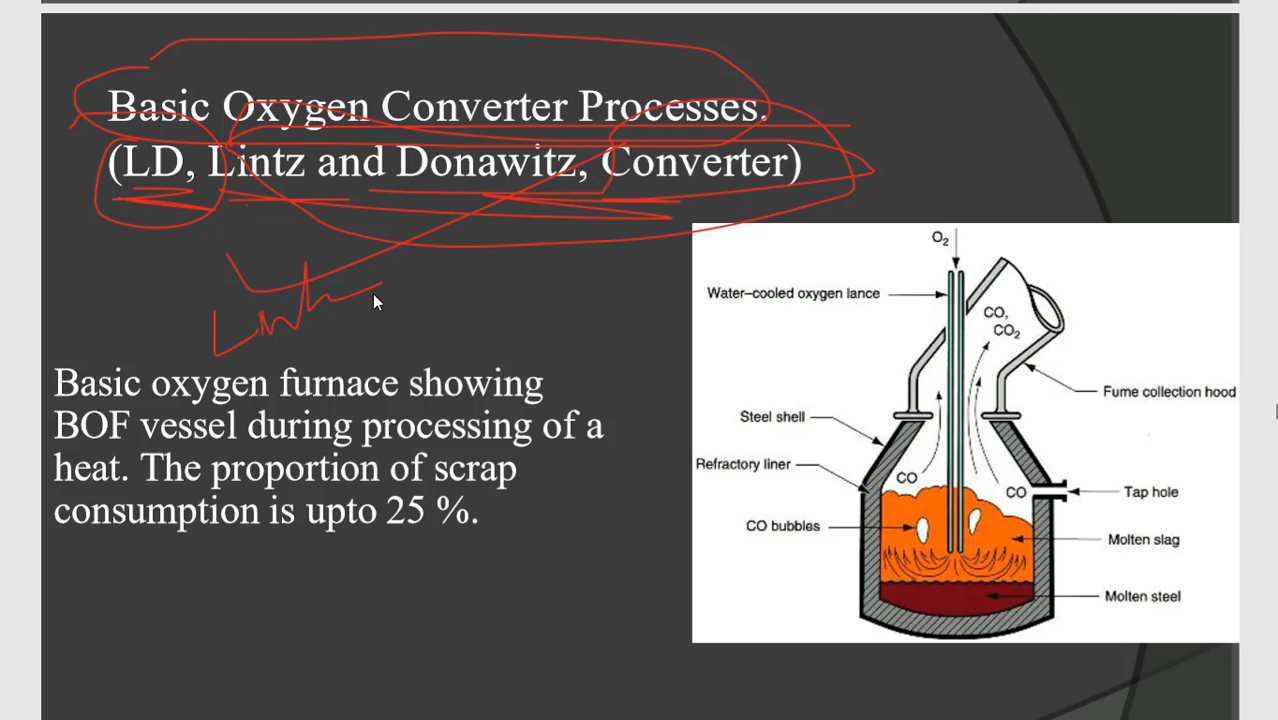 Basic Oxygen Converter Processes.
(LD, Lintz and Donawitz, Converter)
O2
Water–cooled oxygen lance
CO,
CO2
Fume collection hood
Steel shell
Refractory liner
CO
CO
Tap hole
CO bubbles
Molten slag
Molten steel
Basic oxygen furnace showing
BOF vessel during processing of a
heat. The proportion of scrap
consumption is upto 25 %.